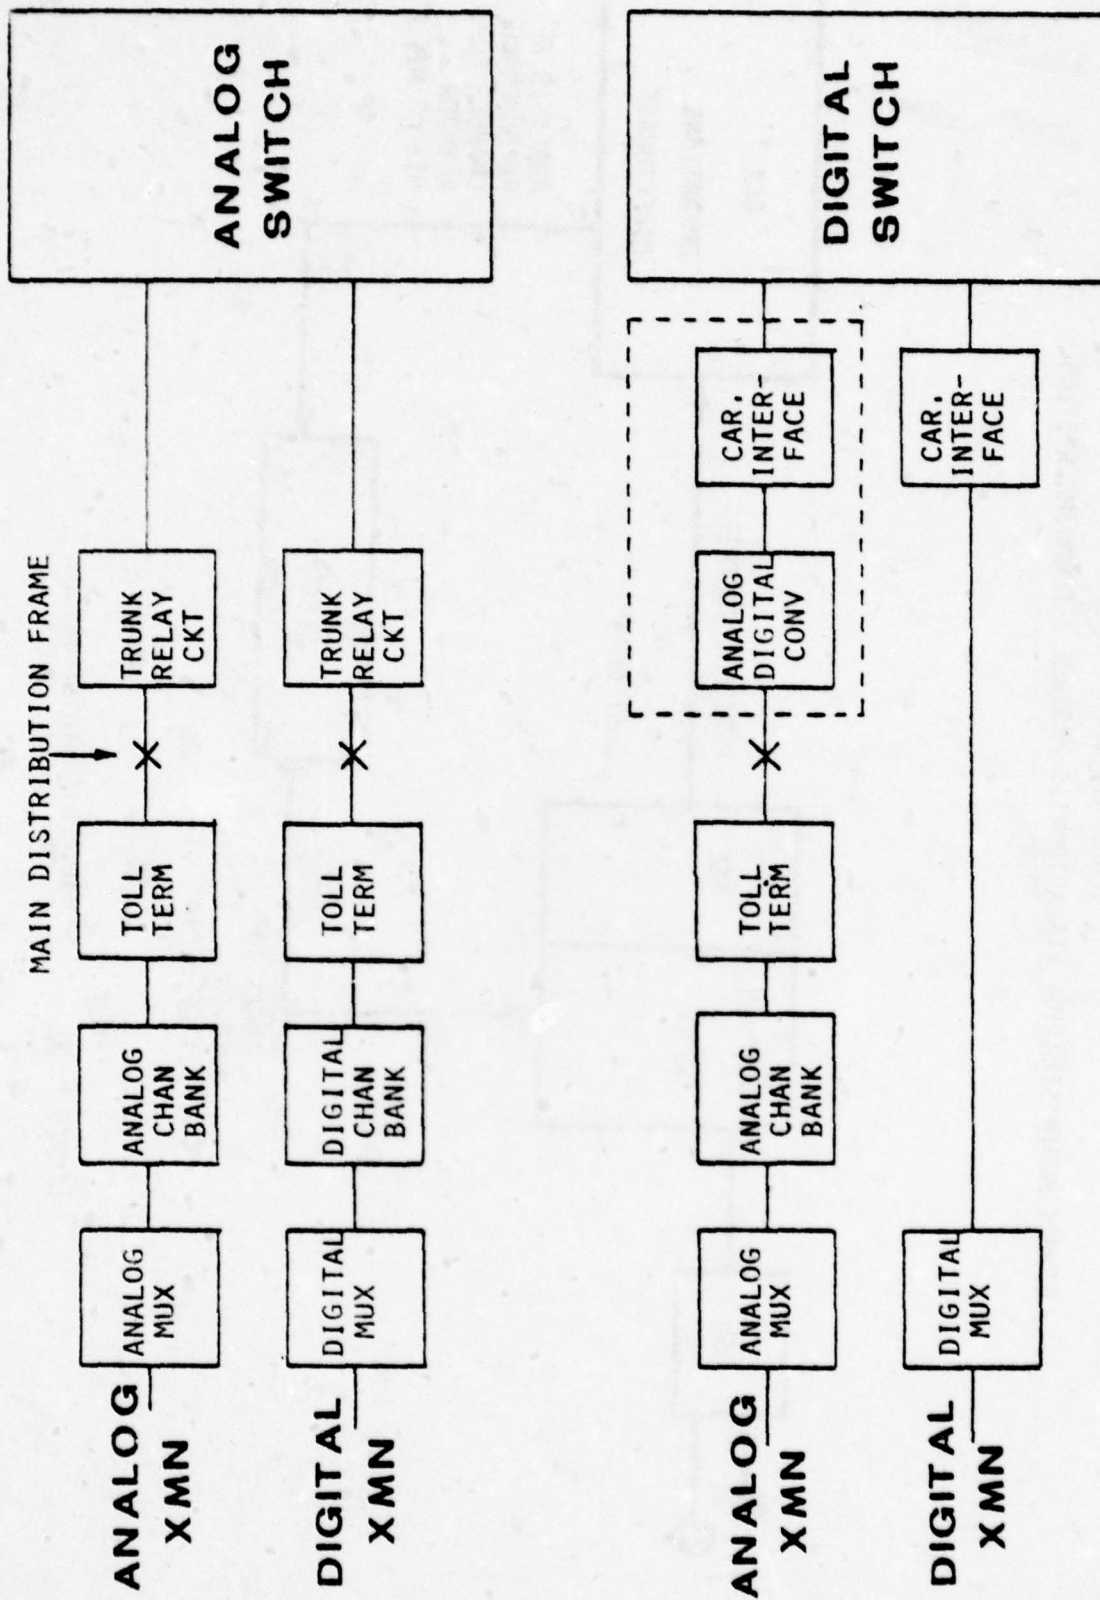 MAIN DISTRIBUTION FRAME
ANALOG
XMN
ANALOG
MUX
ANALOG
CHAN
BANK
TOLL
TERM
TRUNK
RELAY
CKT
ANALOG
SWITCH
DIGITAL
XMN
DIGITAL
MUX
DIGITAL
CHAN
BANK
TOLL
TERM
TRUNK
RELAY
CKT
ANALOG
XMN
ANALOG
MUX
ANALOG
CHAN
BANK
TOLL
TERM
ANALOG
DIGITAL
CONV
CAR,
INTER-
FACE
DIGITAL
SWITCH
DIGITAL
XMN
DIGITAL
MUX
CAR,
INTER-
FACE